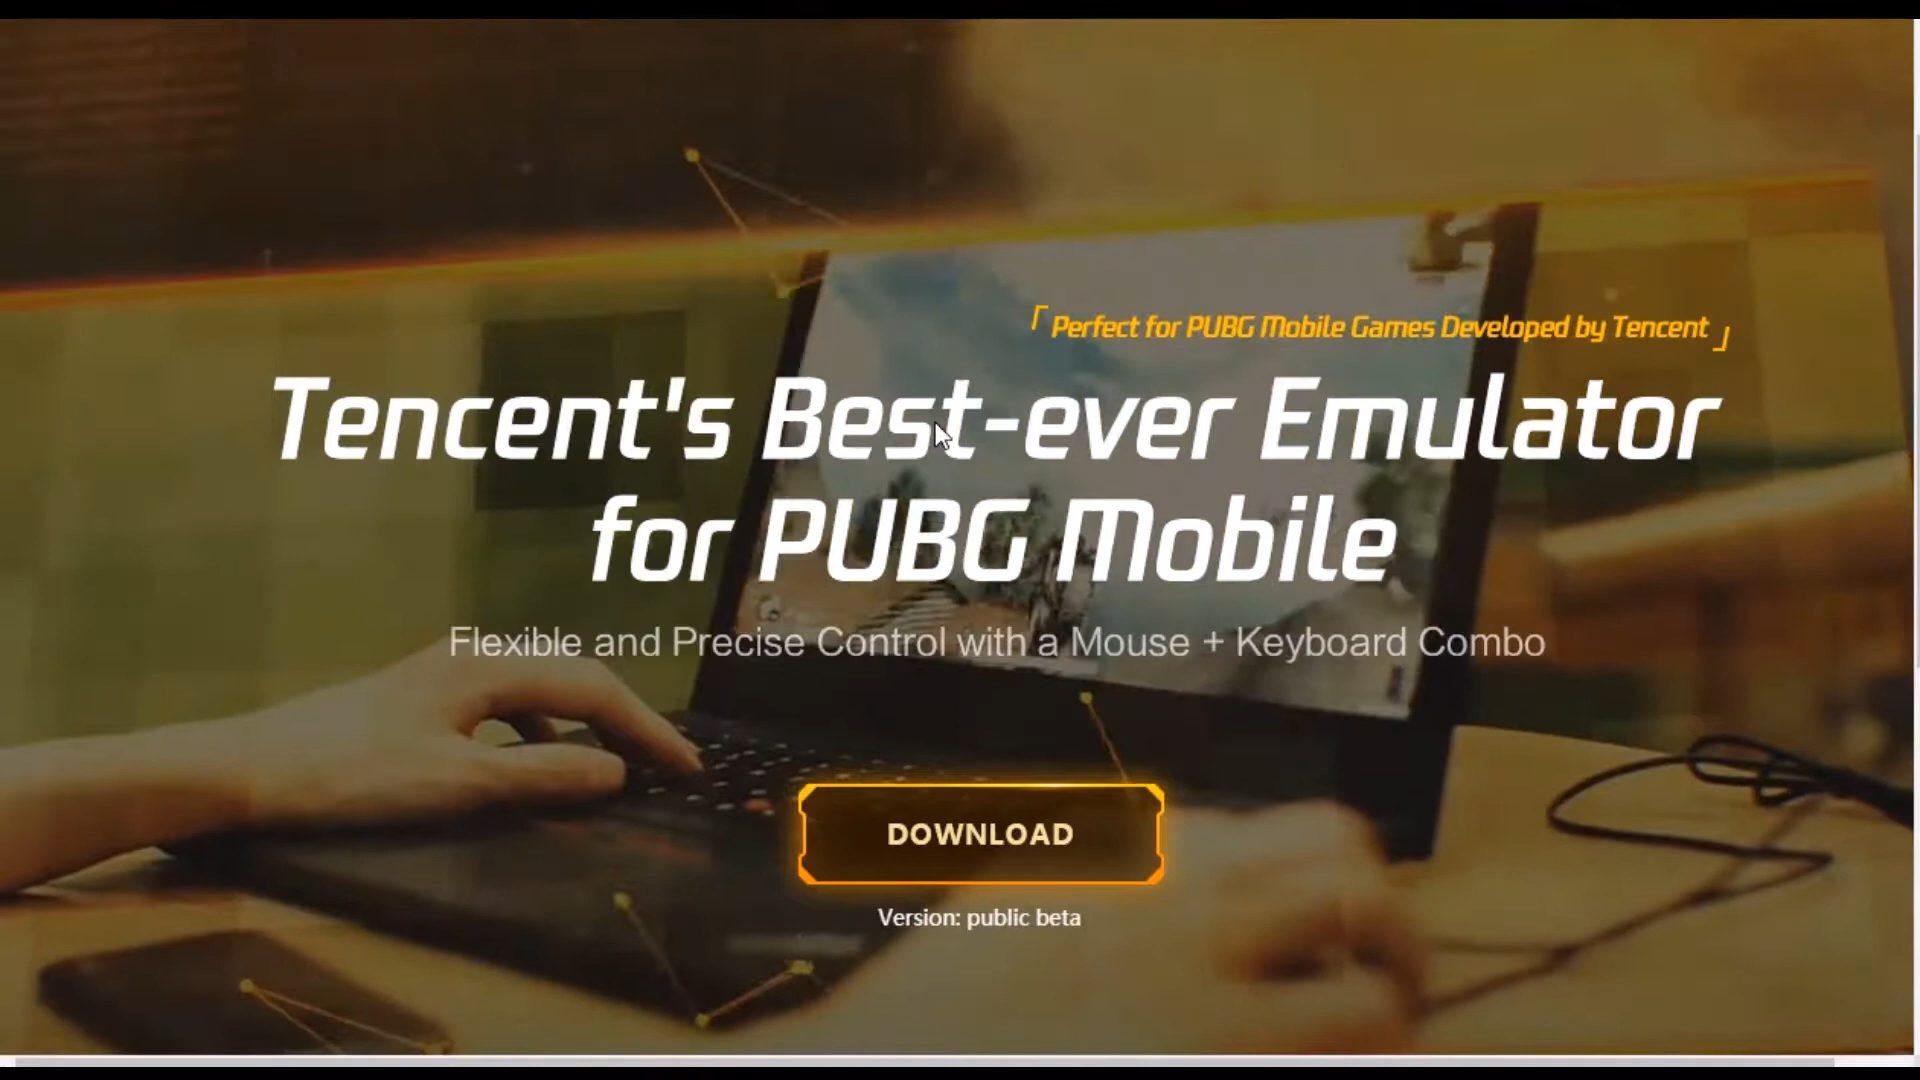 「Perfect for PUBG Mobile Games Developed by Tencent」
Tencent's Best-ever Emulator
for PUBG Mobile
Flexible and Precise Control with a Mouse + Keyboard Combo
DOWNLOAD
Version: public beta